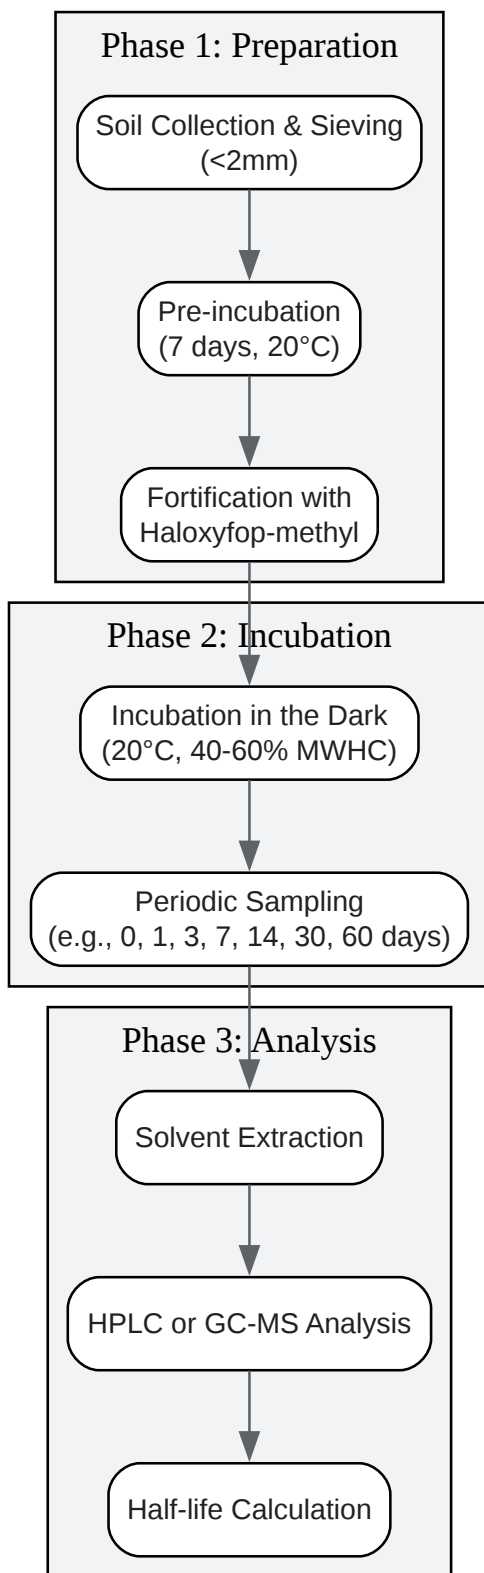 Phase 1: Preparation
Soil Collection & Sieving
(<2mm)
Pre-incubation
(7 days, 20°C)
Fortification with
Haloxyfop-methyl
Phase 2: Incubation
Incubation in the Dark
(20°C, 40-60% MWHC)
Periodic Sampling
(e.g., 0, 1, 3, 7, 14, 30, 60 days)
Phase 3: Analysis
Solvent Extraction
HPLC or GC-MS Analysis
Half-life Calculation